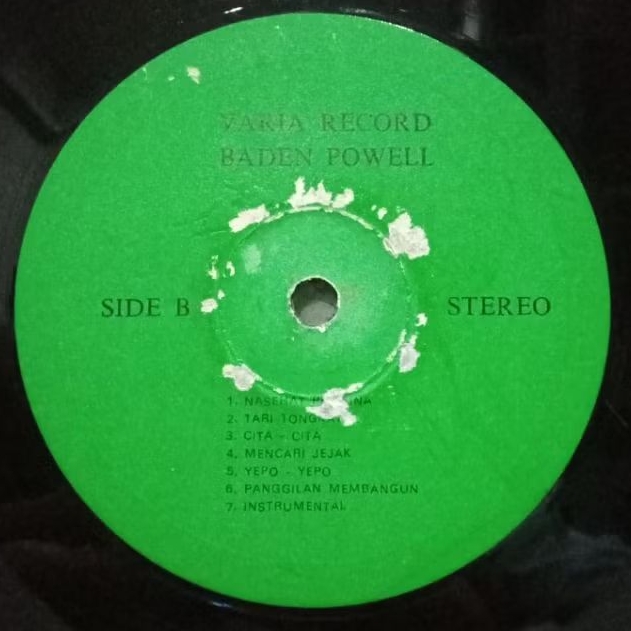 VARIA RECORD
BADEN POWELL
SIDE B
STEREO
1. NASEHAT
2. TARI TONGKAT
3. CITA - CITA
4. MENCARI JEJAK
5. YEPO - YEPO
6. PANGGILAN MEMBANGUN
7. INSTRUMENTAL